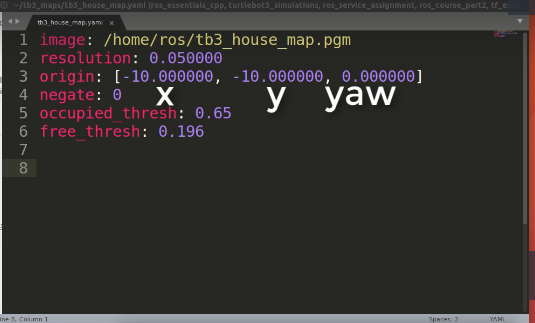 ~/tb3_maps/tb3_house_map.yaml (ros_essentials_cpp, turtlebot3_simulations, ros_service_assignment, ros_course_part2,
tb3_house_map.yaml ×
1 image: /home/ros/tb3_house_map.pgm
2 resolution: 0.050000
3 origin: [-10.000000, -10.000000, 0.000000]
4 negate: 0
x y yaw
5 occupied_thresh: 0.65
6 free_thresh: 0.196
7
8
ine 8, Column 1 Spaces: 2 YAML